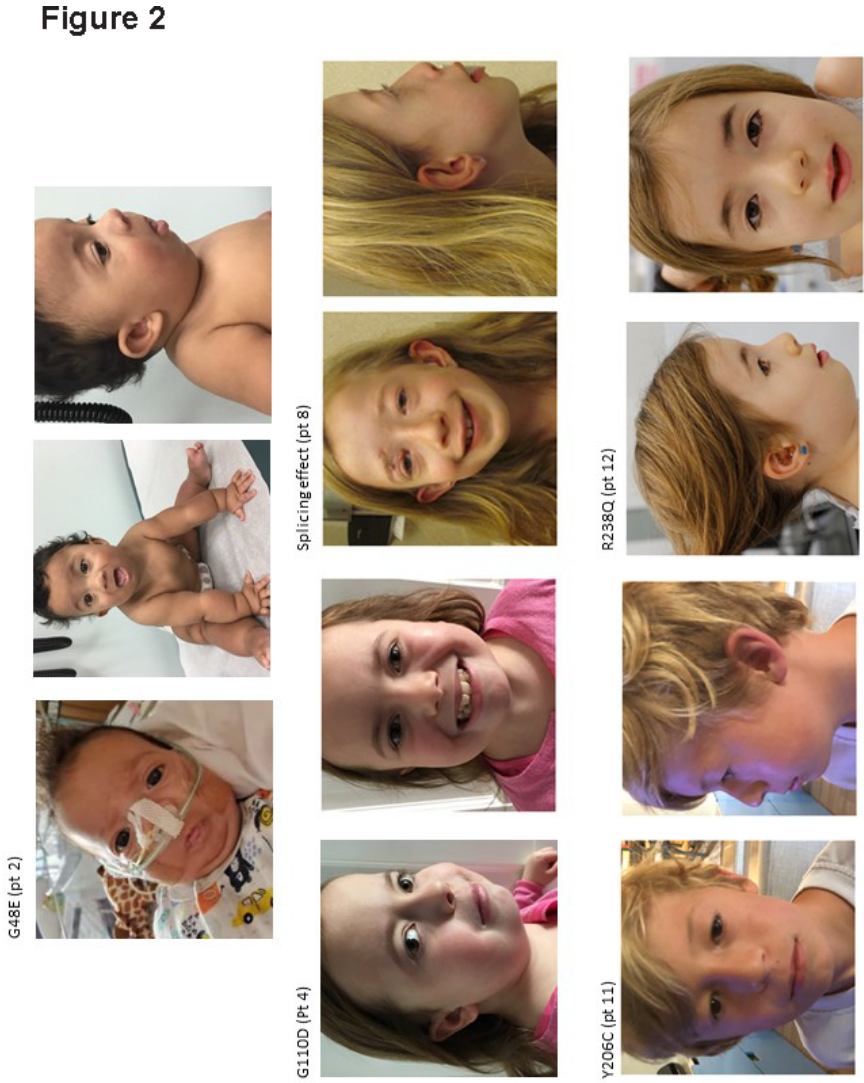 Figure 2
G48E (pt 2)
G110D (Pt 4)
Splicing effect (pt 8)
Y206C (pt 11)
R238Q (pt 12)